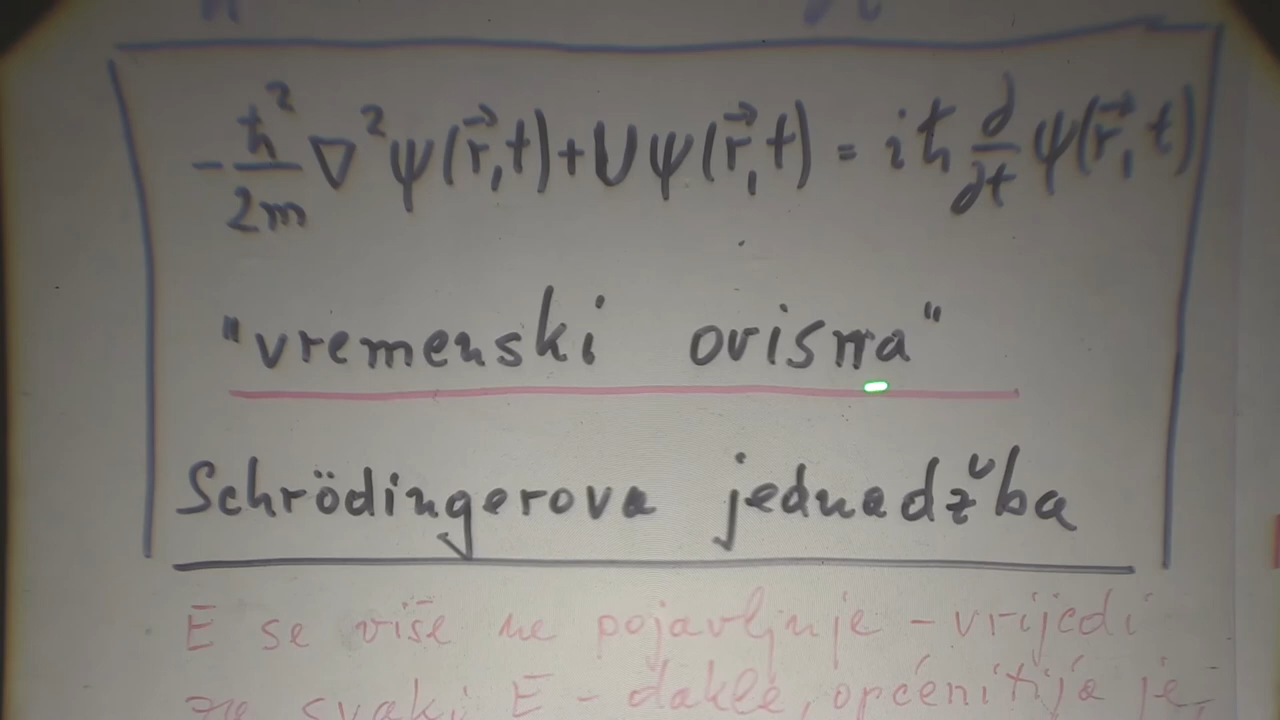 -ħ²/2m ∇²ψ(r⃗,t)+Uψ(r⃗,t) = iħ ∂/∂t ψ(r⃗,t)
"vremenski ovisna"
Schrödingerova jednadžba
E se više ne pojavljuje - vrijedi
za svaki E - dakle, općenitija je,